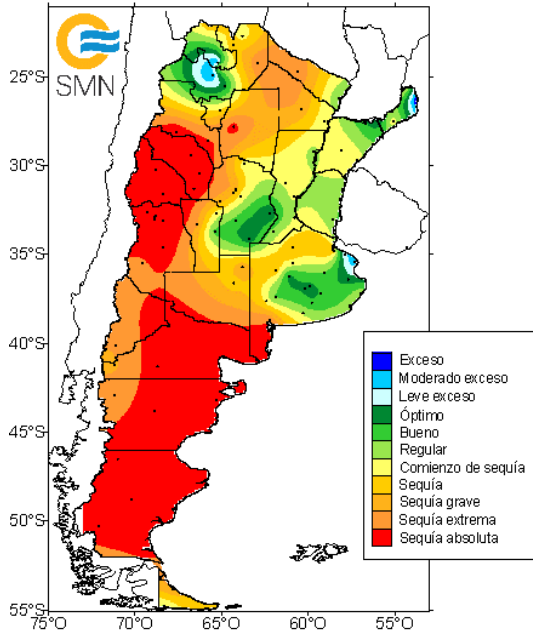 SMN
25°S
30°S
35°S
40°S
45°S
50°S
55°S
75°O 70°O 65°O 60°O 55°O
Exceso
Moderado exceso
Leve exceso
Óptimo
Bueno
Regular
Comienzo de sequía
Sequía
Sequía grave
Sequía extrema
Sequía absoluta